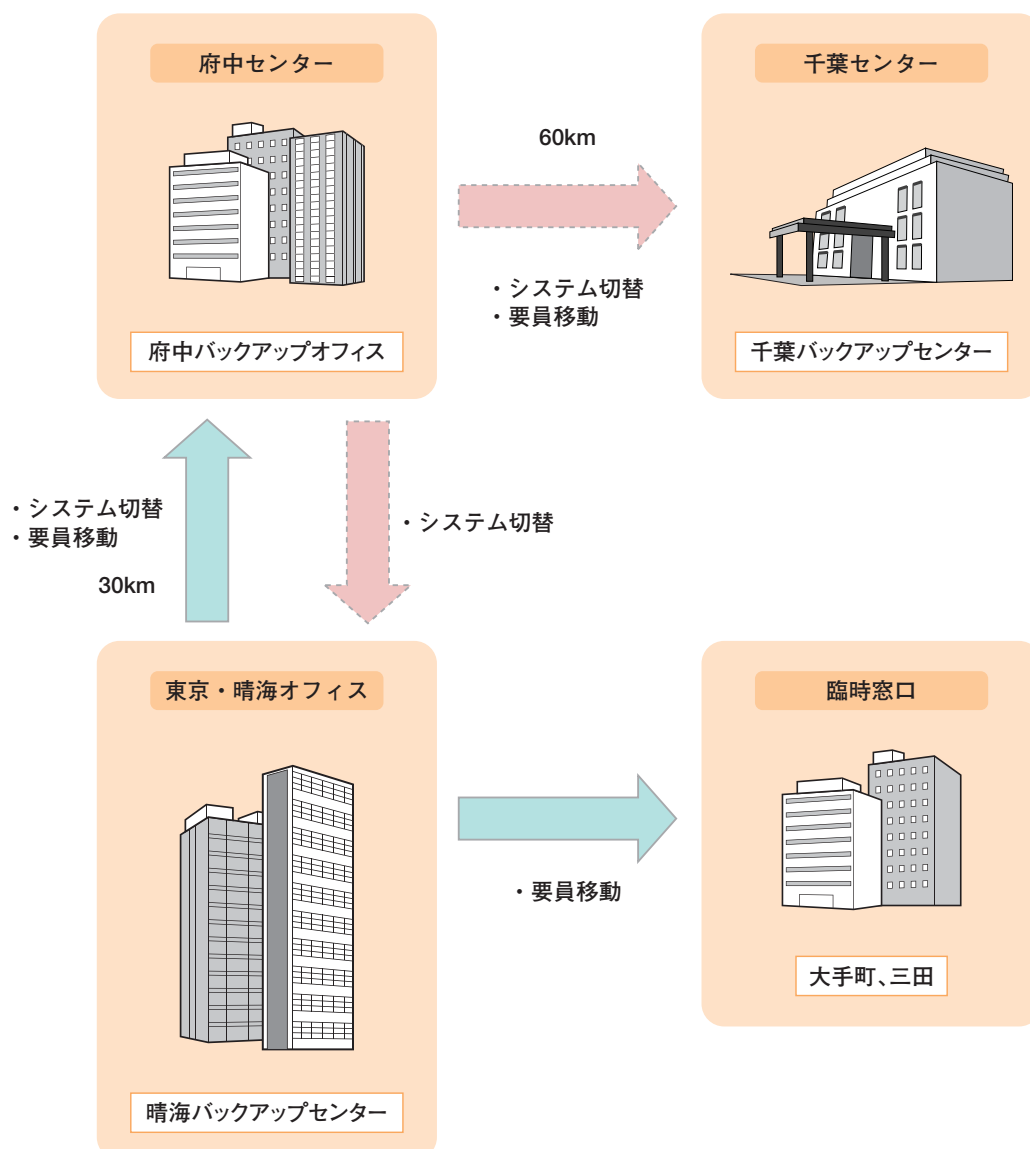 府中センター
府中バックアップオフィス
60km
・システム切替
・要員移動
千葉センター
千葉バックアップセンター
・システム切替
・要員移動
30km
・システム切替
東京・晴海オフィス
晴海バックアップセンター
・要員移動
臨時窓口
大手町、三田